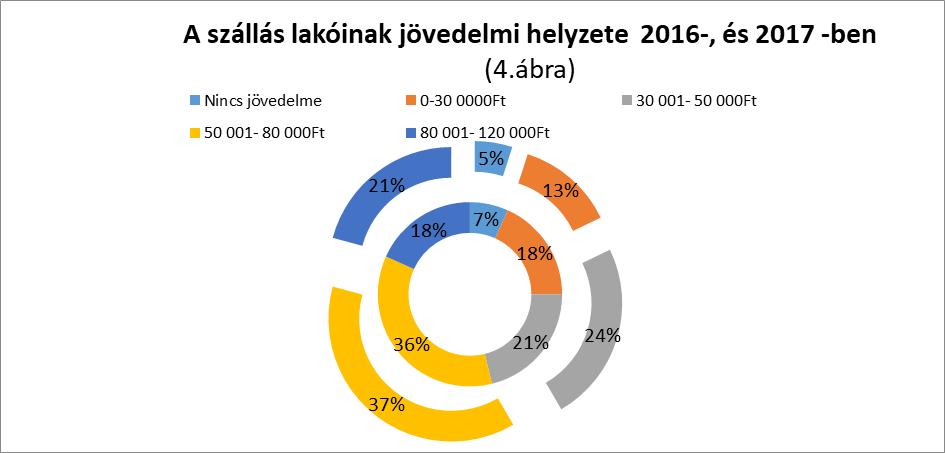 A szállás lakóinak jövedelmi helyzete 2016-, és 2017 -ben
(4.ábra)
Nincs jövedelme
0-30 0000Ft
30 001- 50 000Ft
50 001- 80 000Ft
80 001- 120 000Ft
5%
13%
24%
37%
21%
7%
18%
21%
36%
18%